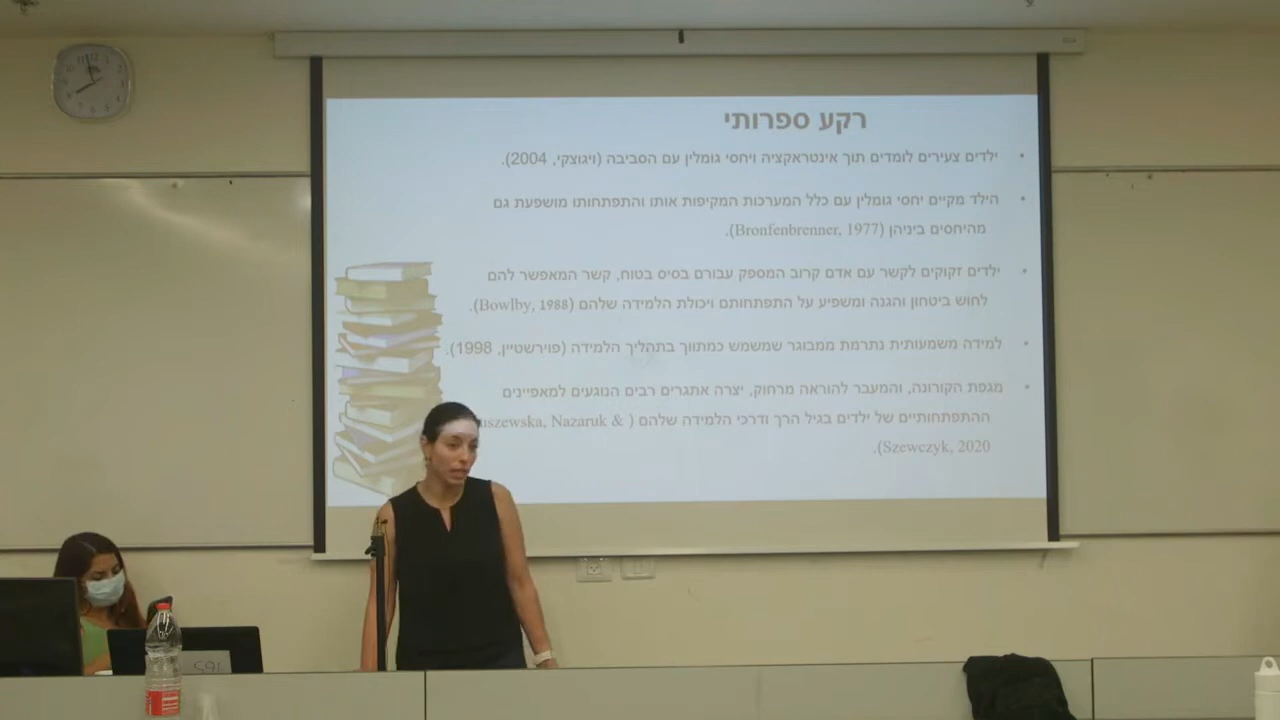 רקע ספרותי
• ילדים צעירים לומדים תוך אינטראקציה ויחסי גומלין עם הסביבה (ויגוצקי, 2004).
• הילד מקיים יחסי גומלין עם כלל המערכות המקיפות אותו והתפתחותו מושפעת גם
מהיחסים ביניהן (Bronfenbrenner, 1977).
• ילדים זקוקים לקשר עם אדם קרוב המספק עבורם בסיס בטוח, קשר המאפשר להם
לחוש ביטחון והגנה ומשפיע על התפתחותם ויכולת הלמידה שלהם (Bowlby, 1988).
• למידה משמעותית נתרמת ממבוגר שמשמש כמתווך בתהליך הלמידה (פוירשטיין, 1998).
• מגפת הקורונה, והמעבר להוראה מרחוק, יצרה אתגרים רבים הנוגעים למאפיינים
ההתפתחותיים של ילדים בגיל הרך ודרכי הלמידה שלהם ( Nazaruk &
Szewczyk, 2020).